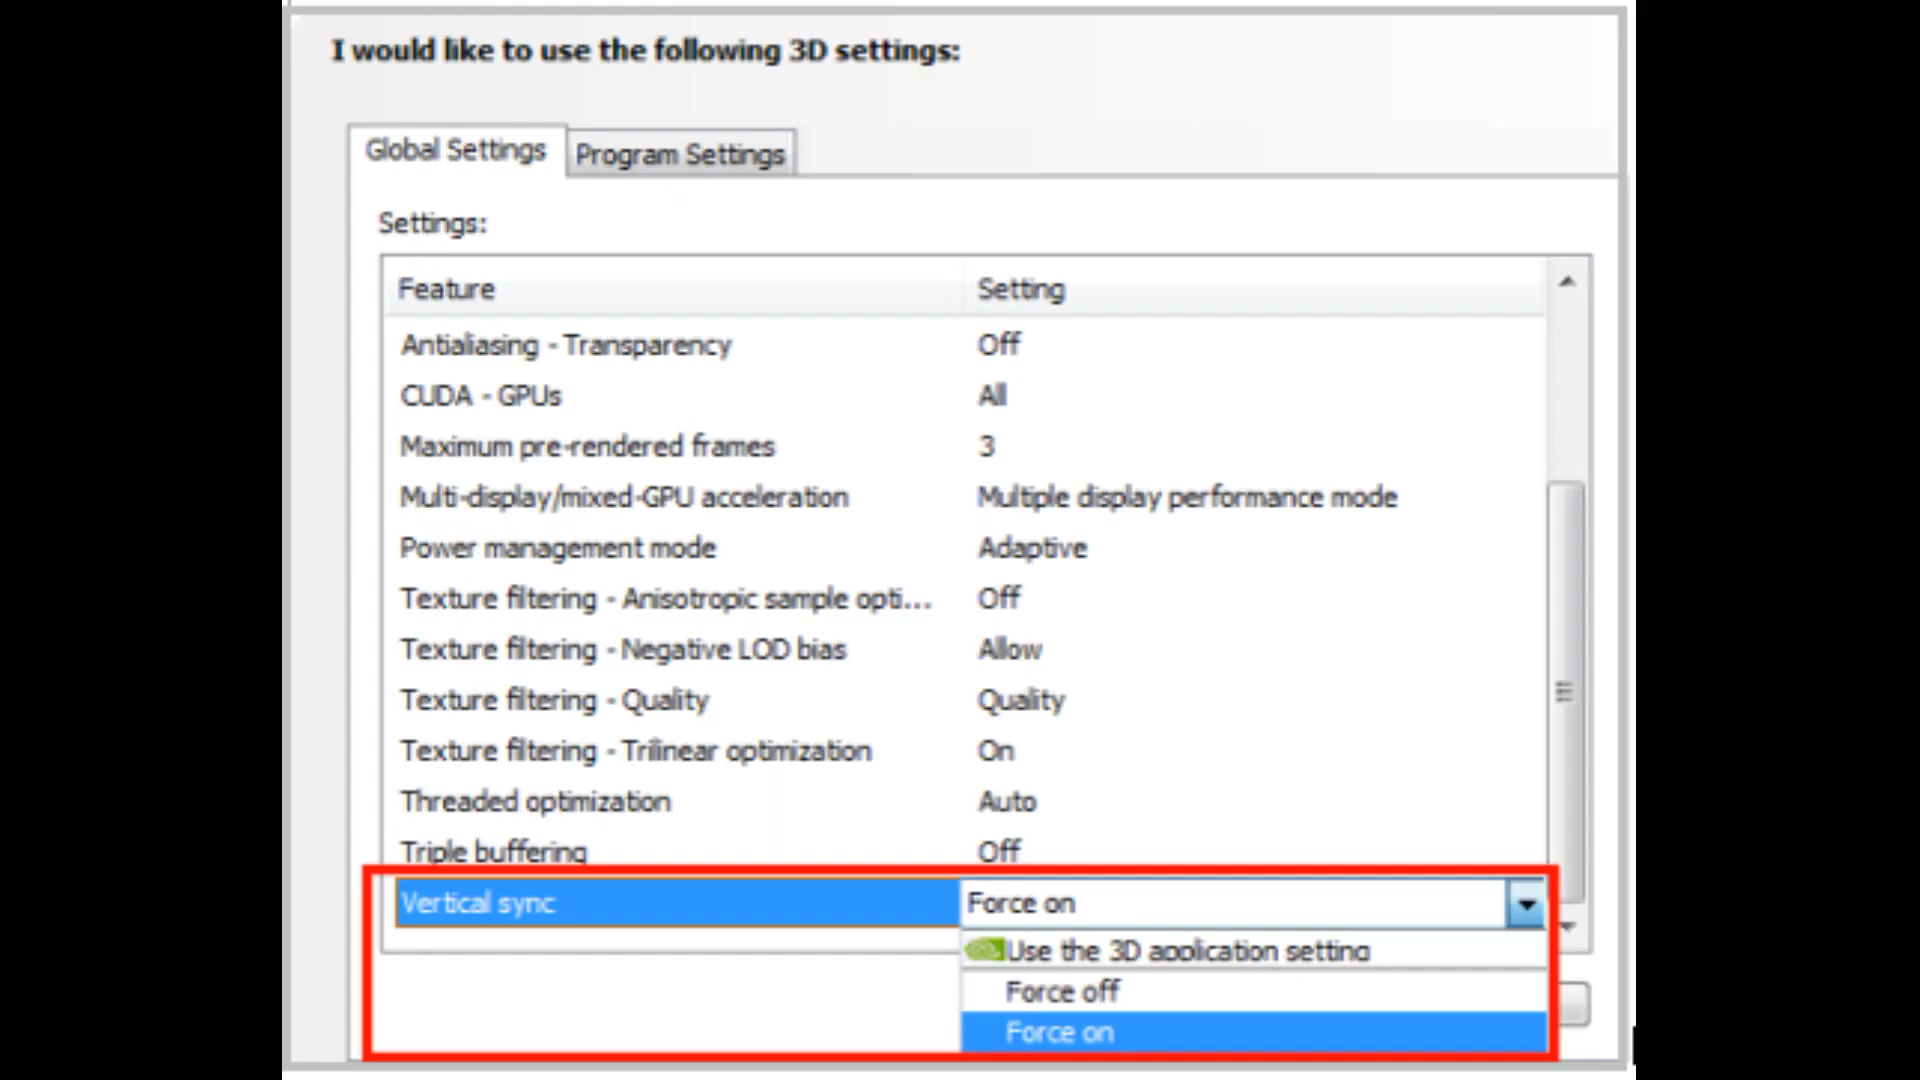 I would like to use the following 3D settings:
Global Settings Program Settings
Settings:
Feature Setting
Antialiasing - Transparency Off
CUDA - GPUs All
Maximum pre-rendered frames 3
Multi-display/mixed-GPU acceleration Multiple display performance mode
Power management mode Adaptive
Texture filtering - Anisotropic sample opti... Off
Texture filtering - Negative LOD bias Allow
Texture filtering - Quality Quality
Texture filtering - Trilinear optimization On
Threaded optimization Auto
Triple buffering Off
Vertical sync Force on
Use the 3D application setting
Force off
Force on